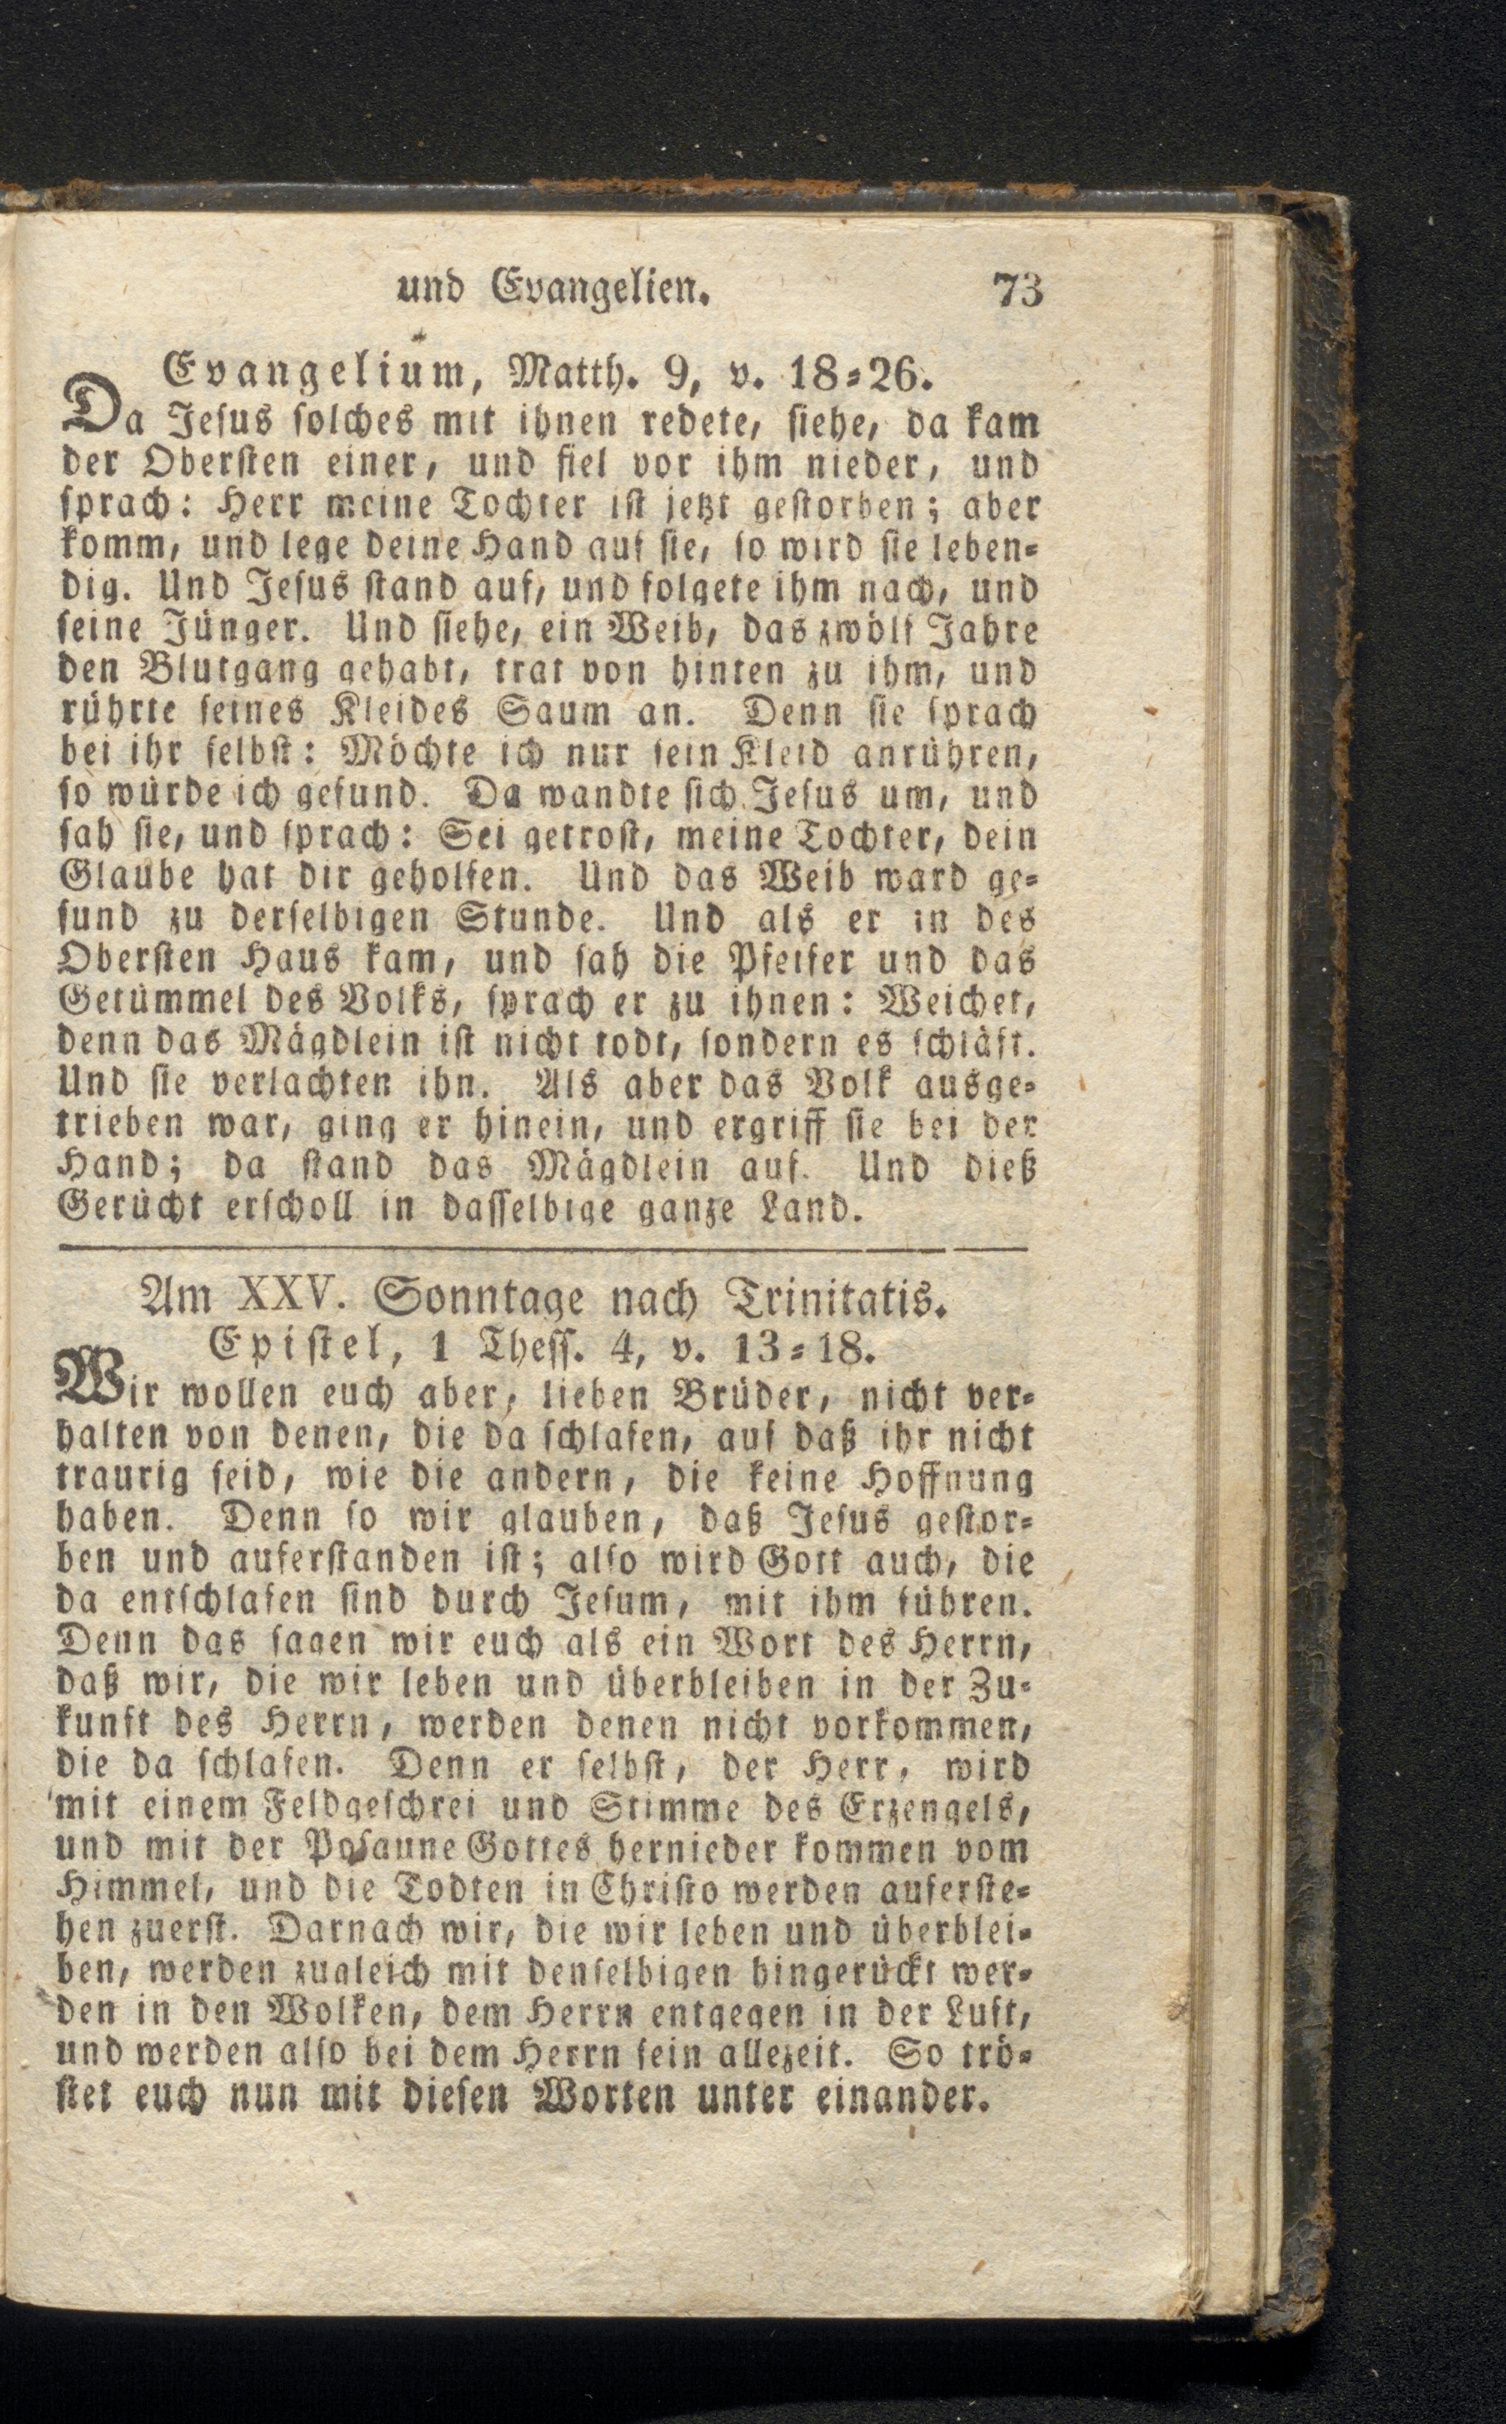 und Evangelien. 73
Evangelium, Matth. 9, v. 18-26.
Da Jesus solches mit ihnen redete, siehe, da kam
der Obersten einer, und fiel vor ihm nieder, und
sprach: Herr meine Tochter ist jetzt gestorben; aber
komm, und lege deine Hand auf sie, so wird sie leben-
dig. Und Jesus stand auf, und folgete ihm nach, und
seine Jünger. Und siehe, ein Weib, das zwölf Jahre
den Blutgang gehabt, trat von hinten zu ihm, und
rührte seines Kleides Saum an. Denn sie sprach
bei ihr selbst: Möchte ich nur sein Kleid anrühren,
so würde ich gesund. Da wandte sich Jesus um, und
sah sie, und sprach: Sei getrost, meine Tochter, dein
Glaube hat dir geholfen. Und das Weib ward ge-
sund zu derselbigen Stunde. Und als er in des
Obersten Haus kam, und sah die Pfeifer und das
Getümmel des Volks, sprach er zu ihnen: Weichet,
denn das Mägdlein ist nicht todt, sondern es schläft.
Und sie verlachten ihn. Als aber das Volk ausge-
trieben war, ging er hinein, und ergriff sie bei der
Hand; da stand das Mägdlein auf. Und dieß
Gerücht erscholl in dasselbige ganze Land.
Am XXV. Sonntage nach Trinitatis.
Epistel, 1 Thess. 4, v. 13-18.
Wir wollen euch aber, lieben Brüder, nicht ver-
halten von denen, die da schlafen, auf daß ihr nicht
traurig seid, wie die andern, die keine Hoffnung
haben. Denn so wir glauben, daß Jesus gestor-
ben und auferstanden ist; also wird Gott auch, die
da entschlafen sind durch Jesum, mit ihm führen.
Denn das sagen wir euch als ein Wort des Herrn,
daß wir, die wir leben und überbleiben in der Zu-
kunft des Herrn, werden denen nicht vorkommen,
die da schlafen. Denn er selbst, der Herr, wird
mit einem Feldgeschrei und Stimme des Erzengels,
und mit der Posaune Gottes hernieder kommen vom
Himmel, und die Todten in Christo werden auferste-
hen zuerst. Darnach wir, die wir leben und überblei-
ben, werden zugleich mit denselbigen hingerückt wer-
den in den Wolken, dem Herrn entgegen in der Luft,
und werden also bei dem Herrn sein allezeit. So trö-
stet euch nun mit diesen Worten unter einander.